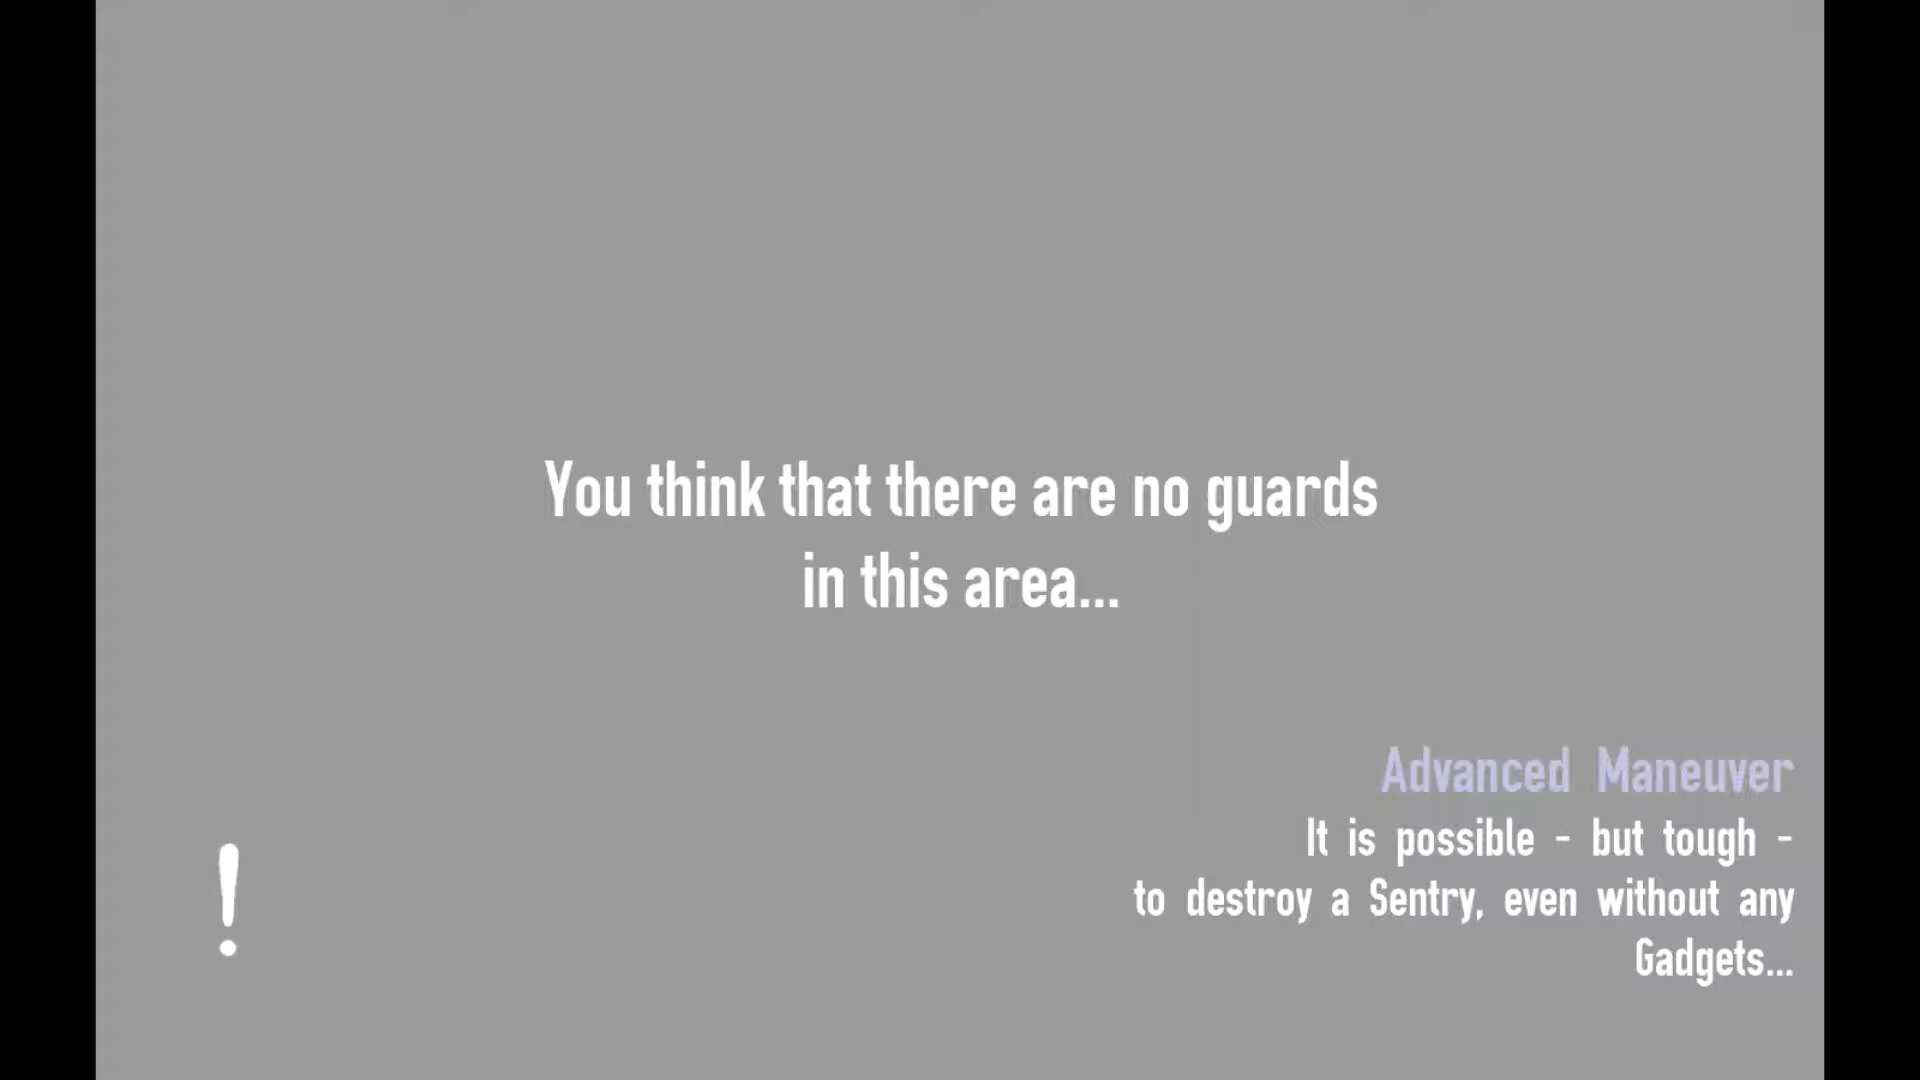 You think that there are no guards
in this area...
Advanced Maneuver
It is possible - but tough -
to destroy a Sentry, even without any
Gadgets...
!